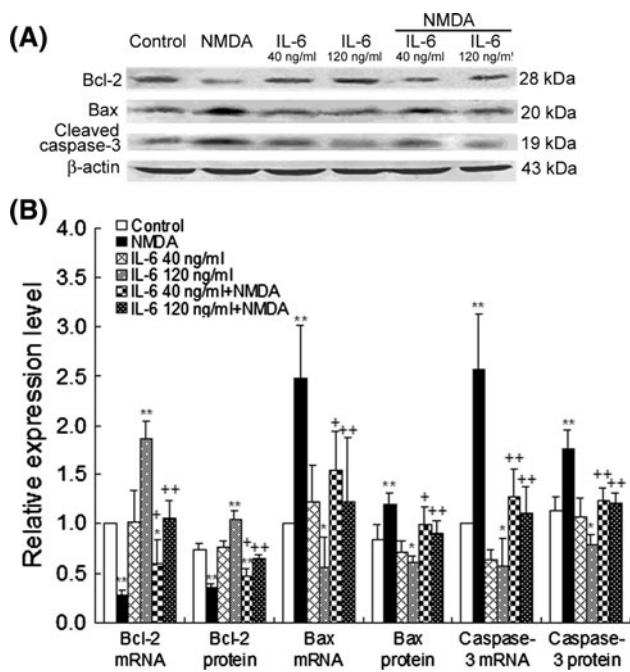 (A)
NMDA
Control NMDA IL-6 IL-6 IL-6 IL-6
40 ng/ml 120 ng/ml 40 ng/ml 120 ng/m'
Bcl-2 28 kDa
Bax 20 kDa
Cleaved
caspase-3 19 kDa
β-actin 43 kDa
(B)
Relative expression level
4.0
3.5
3.0
2.5
2.0
1.5
1.0
0.5
0.0
Control
NMDA
IL-6 40 ng/ml
IL-6 120 ng/ml
IL-6 40 ng/ml+NMDA
IL-6 120 ng/ml+NMDA
** ** ++ + *
** ** ++ + **
** * + ++
** * + ++
** * ++ ++
** * ++ ++
Bcl-2 Bcl-2 Bax Bax Caspase- Caspase-
mRNA protein mRNA protein 3 mRNA 3 protein